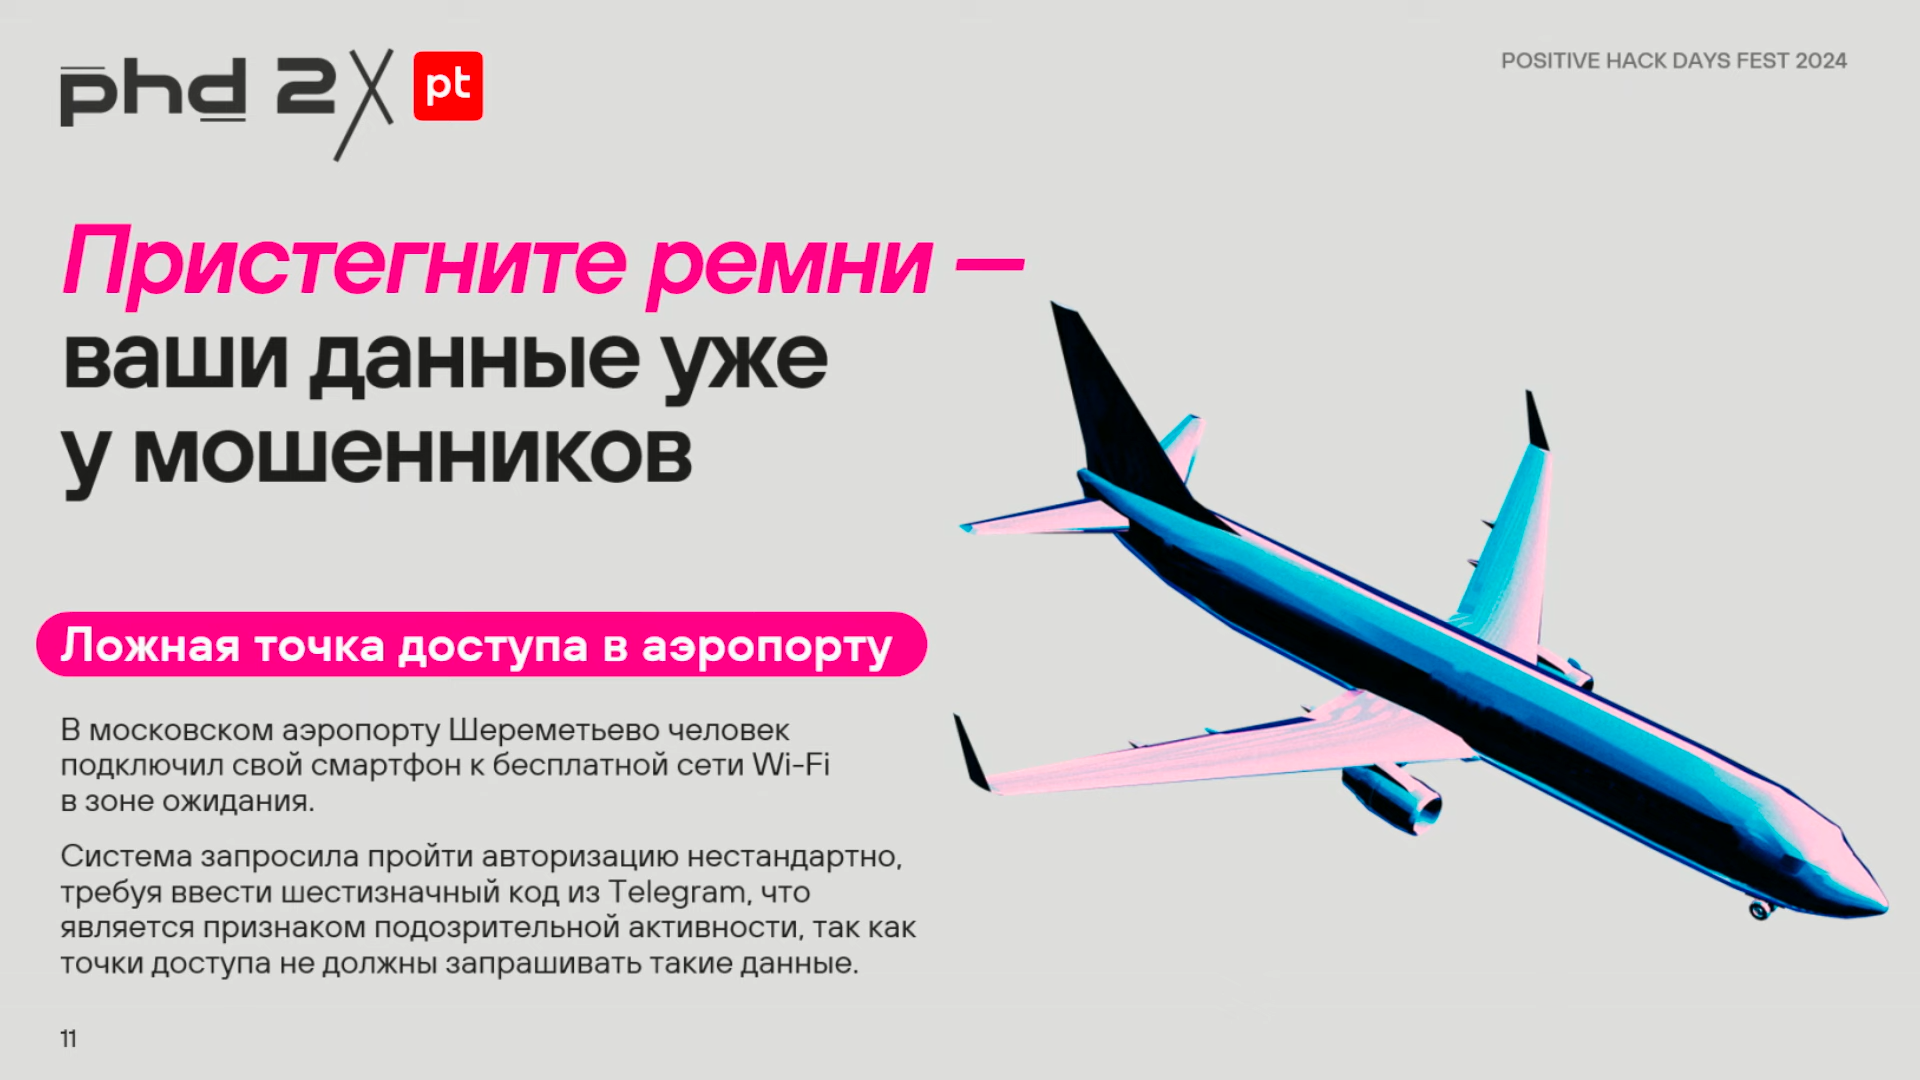 phd 2
pt
POSITIVE HACK DAYS FEST 2024
Пристегните ремни —
ваши данные уже
у мошенников
Ложная точка доступа в аэропорту
В московском аэропорту Шереметьево человек
подключил свой смартфон к бесплатной сети Wi-Fi
в зоне ожидания.
Система запросила пройти авторизацию нестандартно,
требуя ввести шестизначный код из Telegram, что
является признаком подозрительной активности, так как
точки доступа не должны запрашивать такие данные.
11